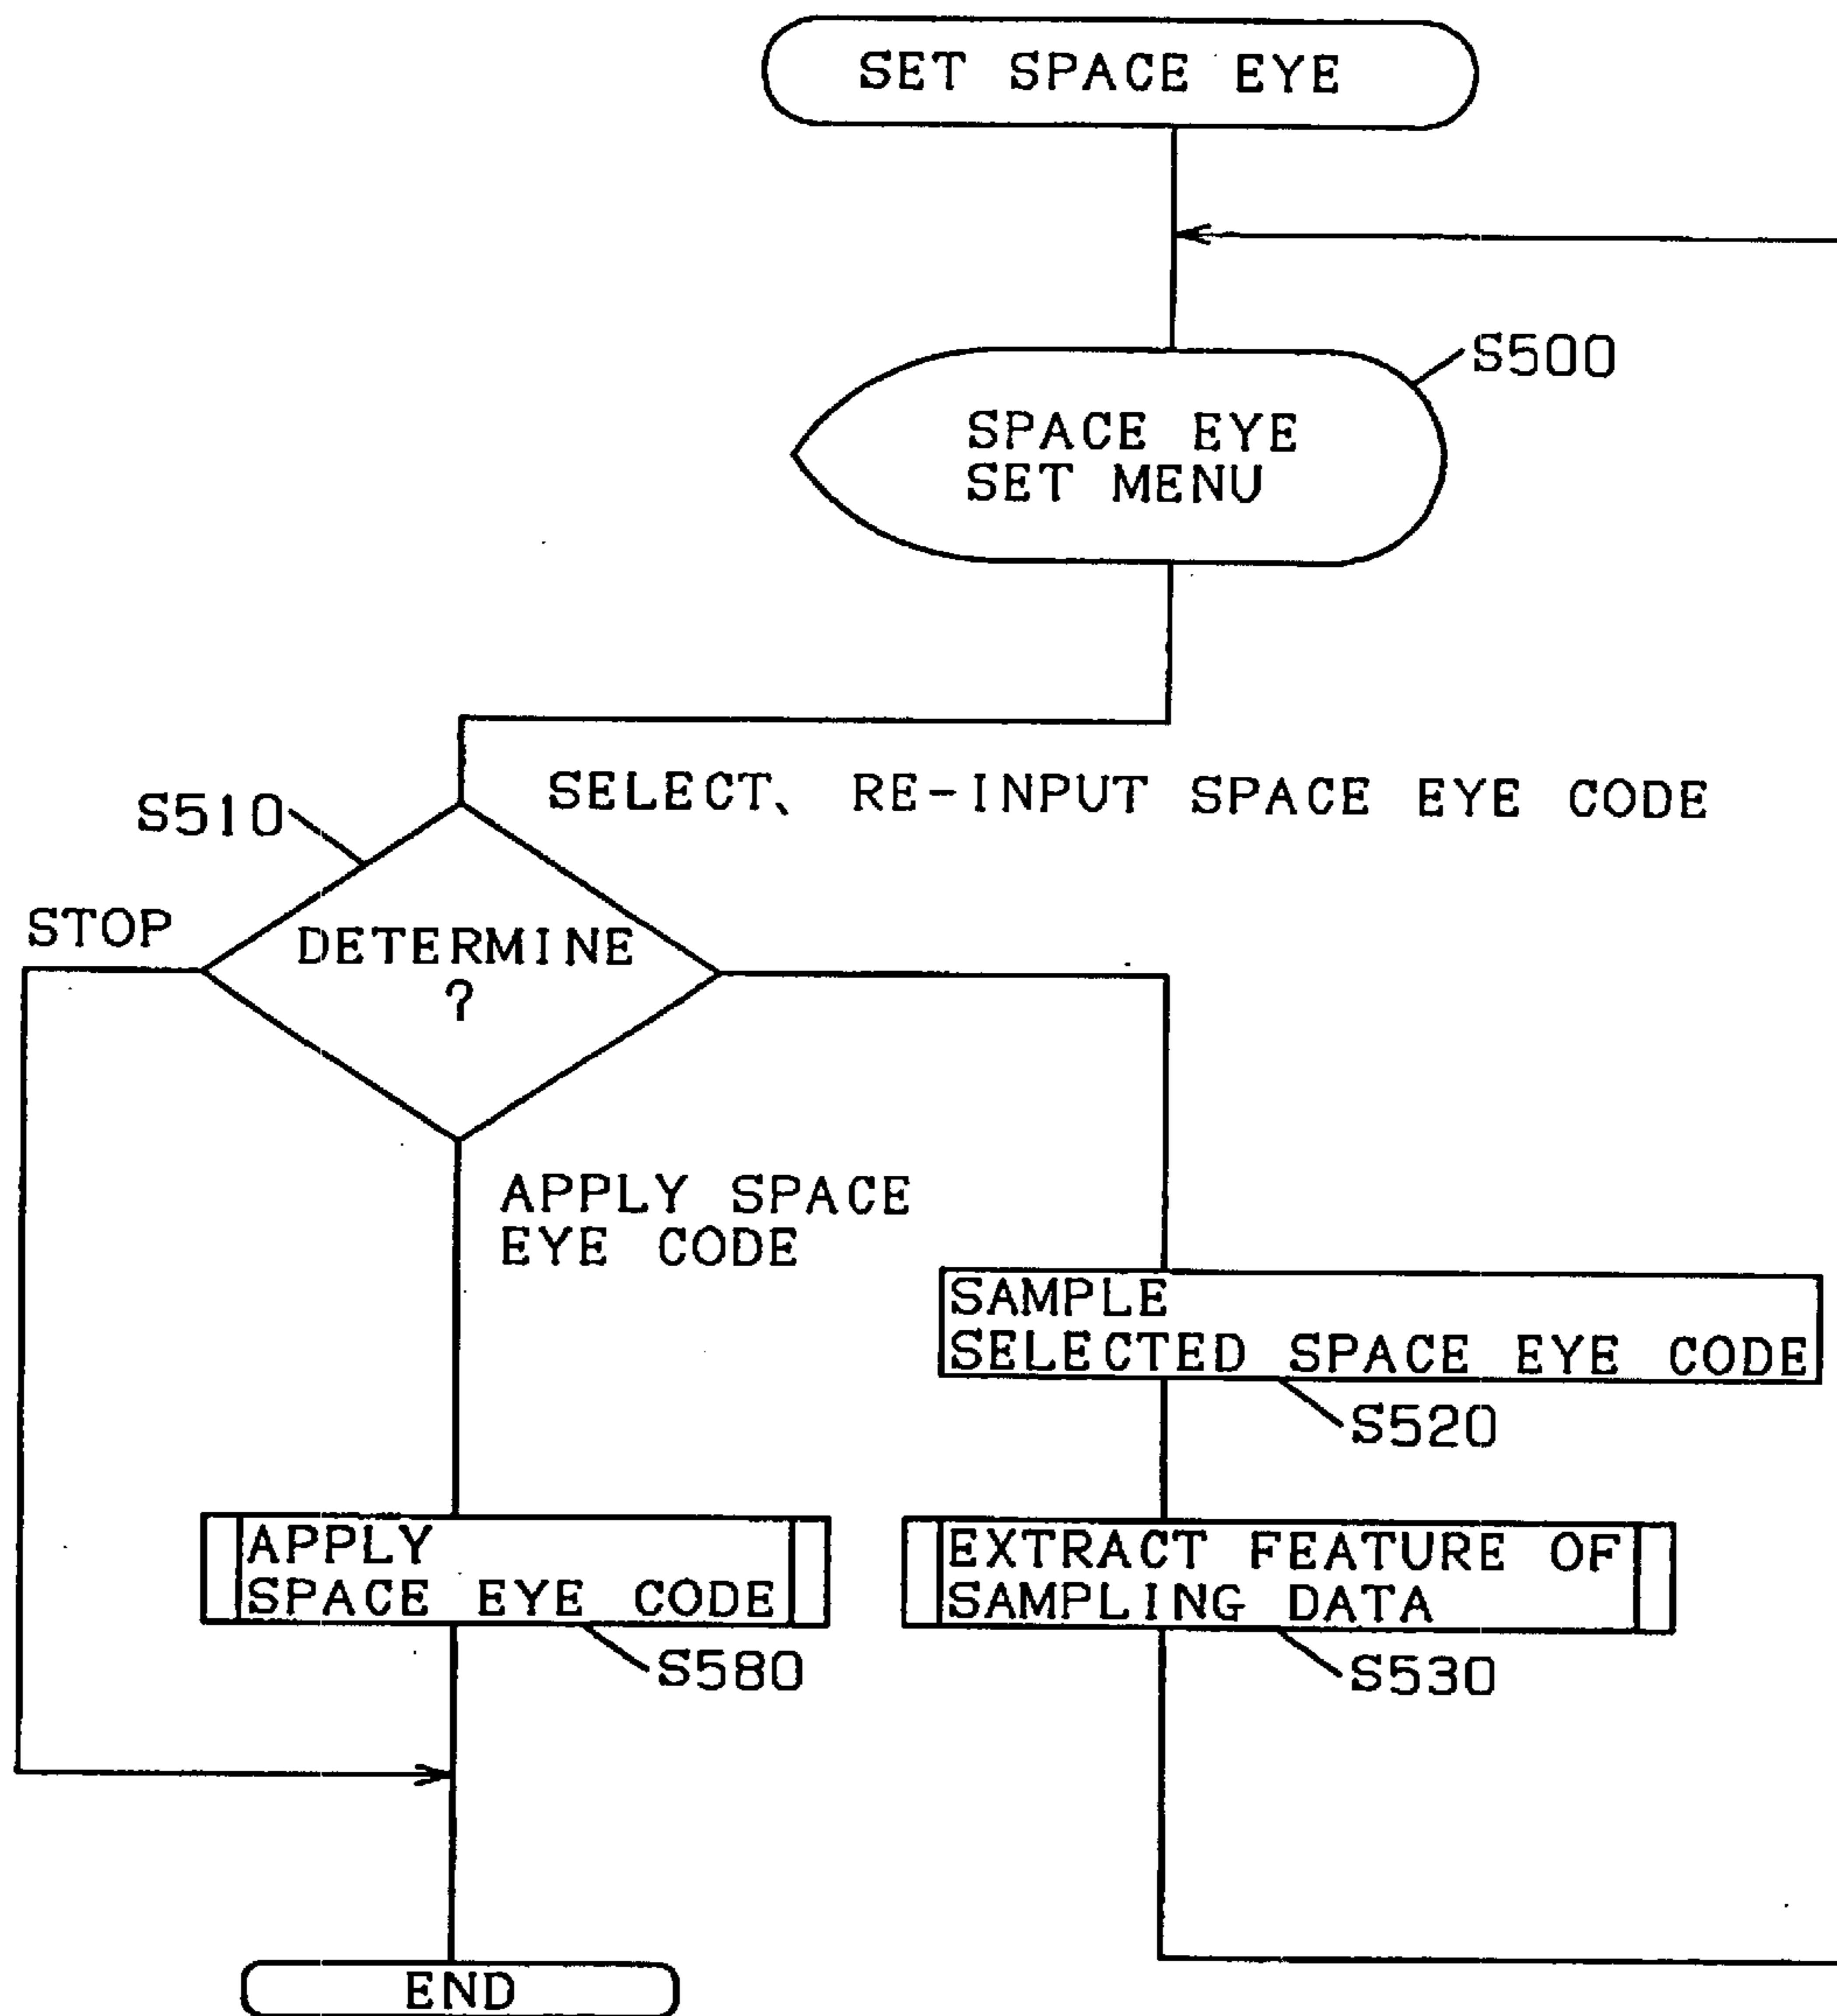 SET SPACE EYE
S500
SPACE EYE
SET MENU
SELECT、 RE-INPUT SPACE EYE CODE
S510
STOP
DETERMINE
?
APPLY SPACE
EYE CODE
SAMPLE
SELECTED SPACE EYE CODE
S520
APPLY
SPACE EYE CODE
S580
EXTRACT FEATURE OF
SAMPLING DATA
S530
END